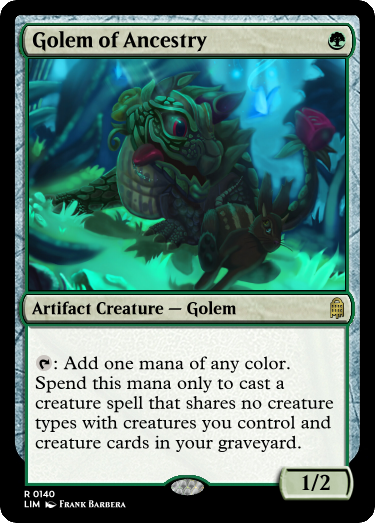 Golem of Ancestry
Artifact Creature — Golem
: Add one mana of any color.
Spend this mana only to cast a
creature spell that shares no creature
types with creatures you control and
creature cards in your graveyard.
1/2
R 0140
LIM Frank Barbera